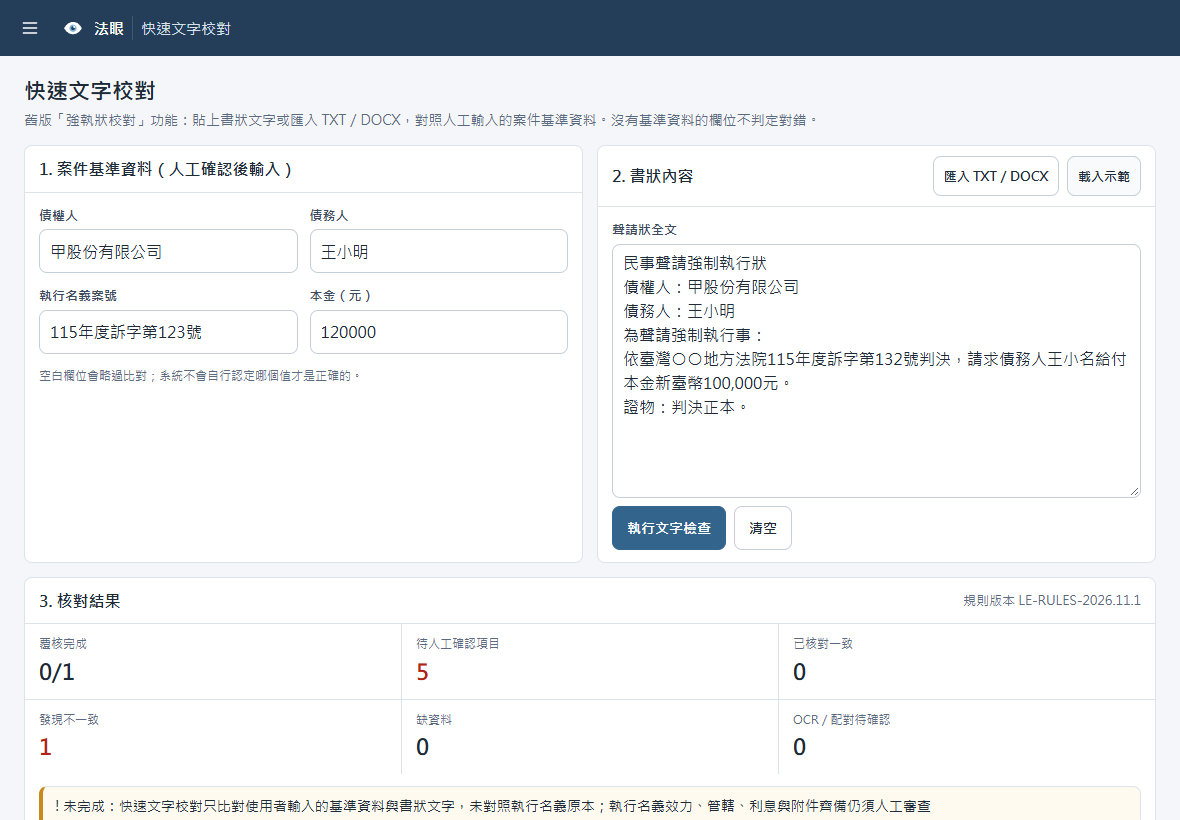 法眼 快速文字校對
快速文字校對
舊版「強執狀校對」功能：貼上書狀文字或匯入 TXT / DOCX，對照人工輸入的案件基準資料。沒有基準資料的欄位不判定對錯。
1. 案件基準資料（人工確認後輸入）
債權人
債務人
甲股份有限公司
王小明
執行名義案號
本金（元）
115年度訴字第123號
120000
空白欄位會略過比對；系統不會自行認定哪個值才是正確的。
2. 書狀內容
匯入 TXT / DOCX
載入示範
聲請狀全文
民事聲請強制執行狀
債權人：甲股份有限公司
債務人：王小明
為聲請強制執行事：
依臺灣〇〇地方法院115年度訴字第132號判決，請求債務人王小名給付
本金新臺幣100,000元。
證物：判決正本。
執行文字檢查
清空
3. 核對結果
規則版本 LE-RULES-2026.11.1
覆核完成
待人工確認項目
已核對一致
0/1
5
0
發現不一致
缺資料
OCR / 配對待確認
1
0
0
! 未完成：快速文字校對只比對使用者輸入的基準資料與書狀文字，未對照執行名義原本；執行名義效力、管轄、利息與附件齊備仍須人工審查